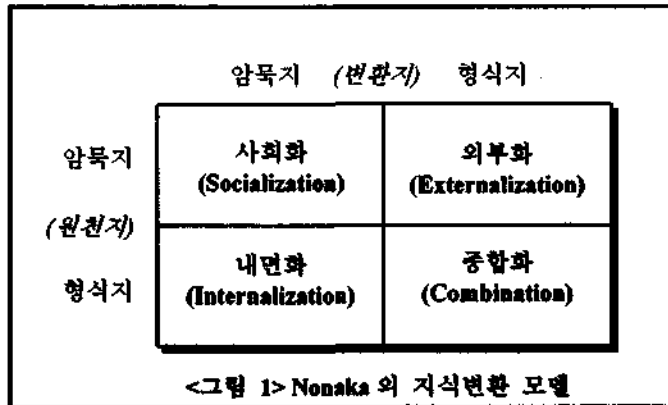 암묵지 (변환지) 형식지
암묵지
사회화
(Socialization)
외부화
(Externalization)
(원천지)
형식지
내면화
(Internalization)
종합화
(Combination)
<그림 1> Nonaka 의 지식변환 모델